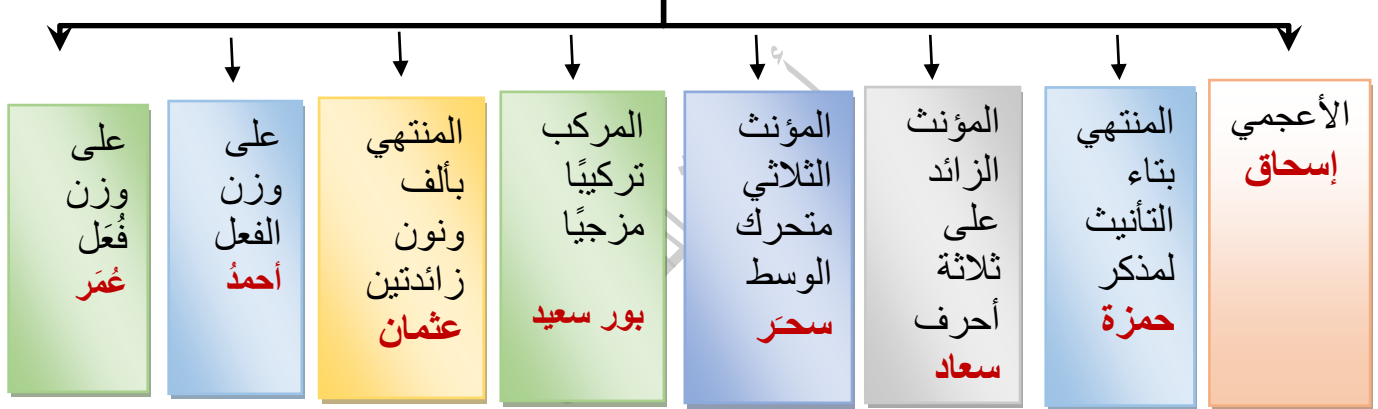 الأعجمي
إسحاق
المنتهي
بتاء
التأنيث
لمذكر
حمزة
المؤنث
الزائد
على
ثلاثة
أحرف
سعاد
المؤنث
الثلاثي
متحرك
الوسط
سحَر
المركب
تركيبًا
مزجيًا
بور سعيد
المنتهي
بألف
ونون
زائدتين
عثمان
على
وزن
الفعل
أحمدُ
على
وزن
فُعَل
عُمَر